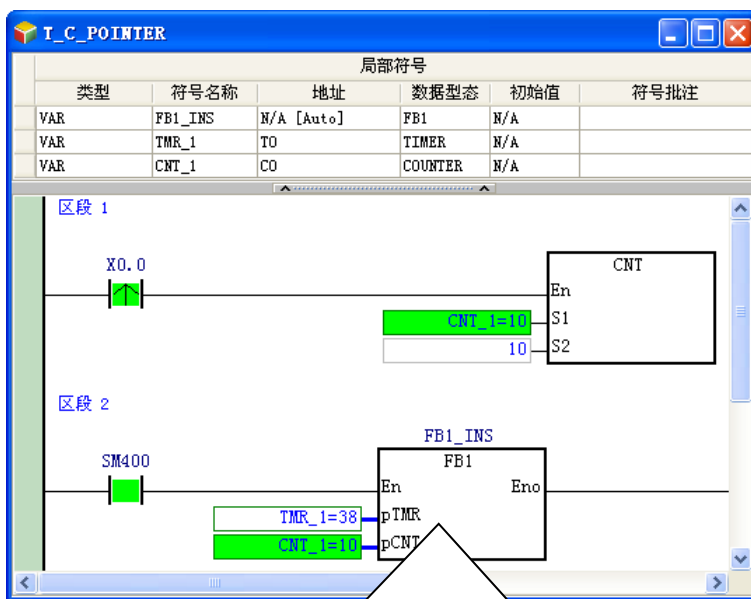 T_C_POINTER
局部符号
类型 符号名称 地址 数据型态 初始值 符号批注
VAR FB1_INS N/A [Auto] FB1 N/A
VAR TMR_1 T0 TIMER N/A
VAR CNT_1 C0 COUNTER N/A
区段 1
X0.0 CNT
En
CNT_1=10 S1
10 S2
区段 2
FB1_INS
SM400 FB1
En Eno
TMR_1=38 pTMR
CNT_1=10 pCNT